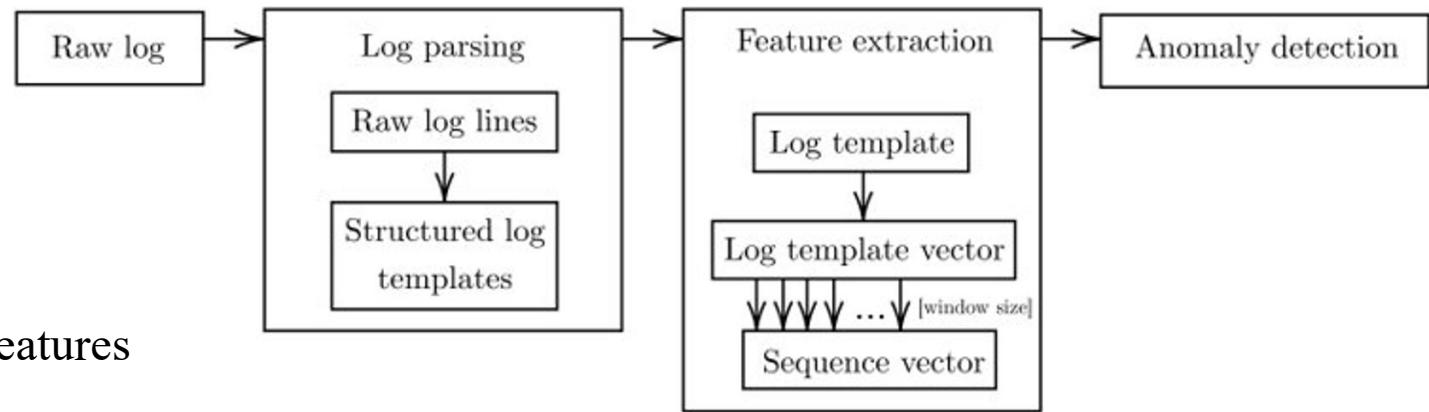 Raw log
Log parsing
Raw log lines
Structured log
templates
Feature extraction
Log template
Log template vector
... [window size]
Sequence vector
Anomaly detection
eatures